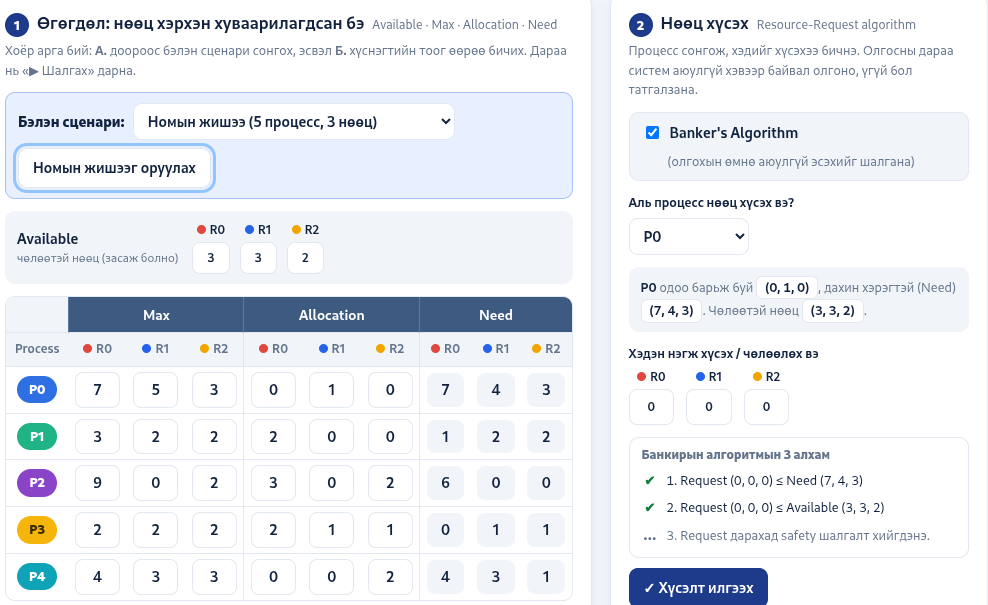 1 Өгөгдөл: нөөц хэрхэн хуваарилагдсан бэ Available · Max · Allocation · Need
Хоёр арга бий: А. доороос бэлэн сценари сонгох, эсвэл Б. хүснэгтийн тоог өөрөө бичих. Дараа
нь «▶ Шалгах» дарна.
Бэлэн сценари: Номын жишээ (5 процесс, 3 нөөц)
Номын жишээг оруулах
Available
чөлөөтэй нөөц (засаж болно)
R0 R1 R2
3 3 2
Max Allocation Need
Process R0 R1 R2 R0 R1 R2 R0 R1 R2
P0 7 5 3 0 1 0 7 4 3
P1 3 2 2 2 0 0 1 2 2
P2 9 0 2 3 0 2 6 0 0
P3 2 2 2 2 1 1 0 1 1
P4 4 3 3 0 0 2 4 3 1
2 Нөөц хүсэх Resource-Request algorithm
Процесс сонгож, хэдийг хүсэхээ бичнэ. Олгосны дараа
систем аюулгүй хэвээр байвал олгоно, үгүй бол
татгалзана.
Banker's Algorithm
(олгохын өмнө аюулгүй эсэхийг шалгана)
Аль процесс нөөц хүсэх вэ?
P0
P0 одоо барьж буй (0, 1, 0) , дахин хэрэгтэй (Need)
(7, 4, 3) . Чөлөөтэй нөөц (3, 3, 2) .
Хэдэн нэгж хүсэх / чөлөөлөх вэ
R0 R1 R2
0 0 0
Банкирын алгоритмын 3 алхам
✔ 1. Request (0, 0, 0) ≤ Need (7, 4, 3)
✔ 2. Request (0, 0, 0) ≤ Available (3, 3, 2)
... 3. Request дарахад safety шалгалт хийгдэнэ.
✓ Хүсэлт илгээх